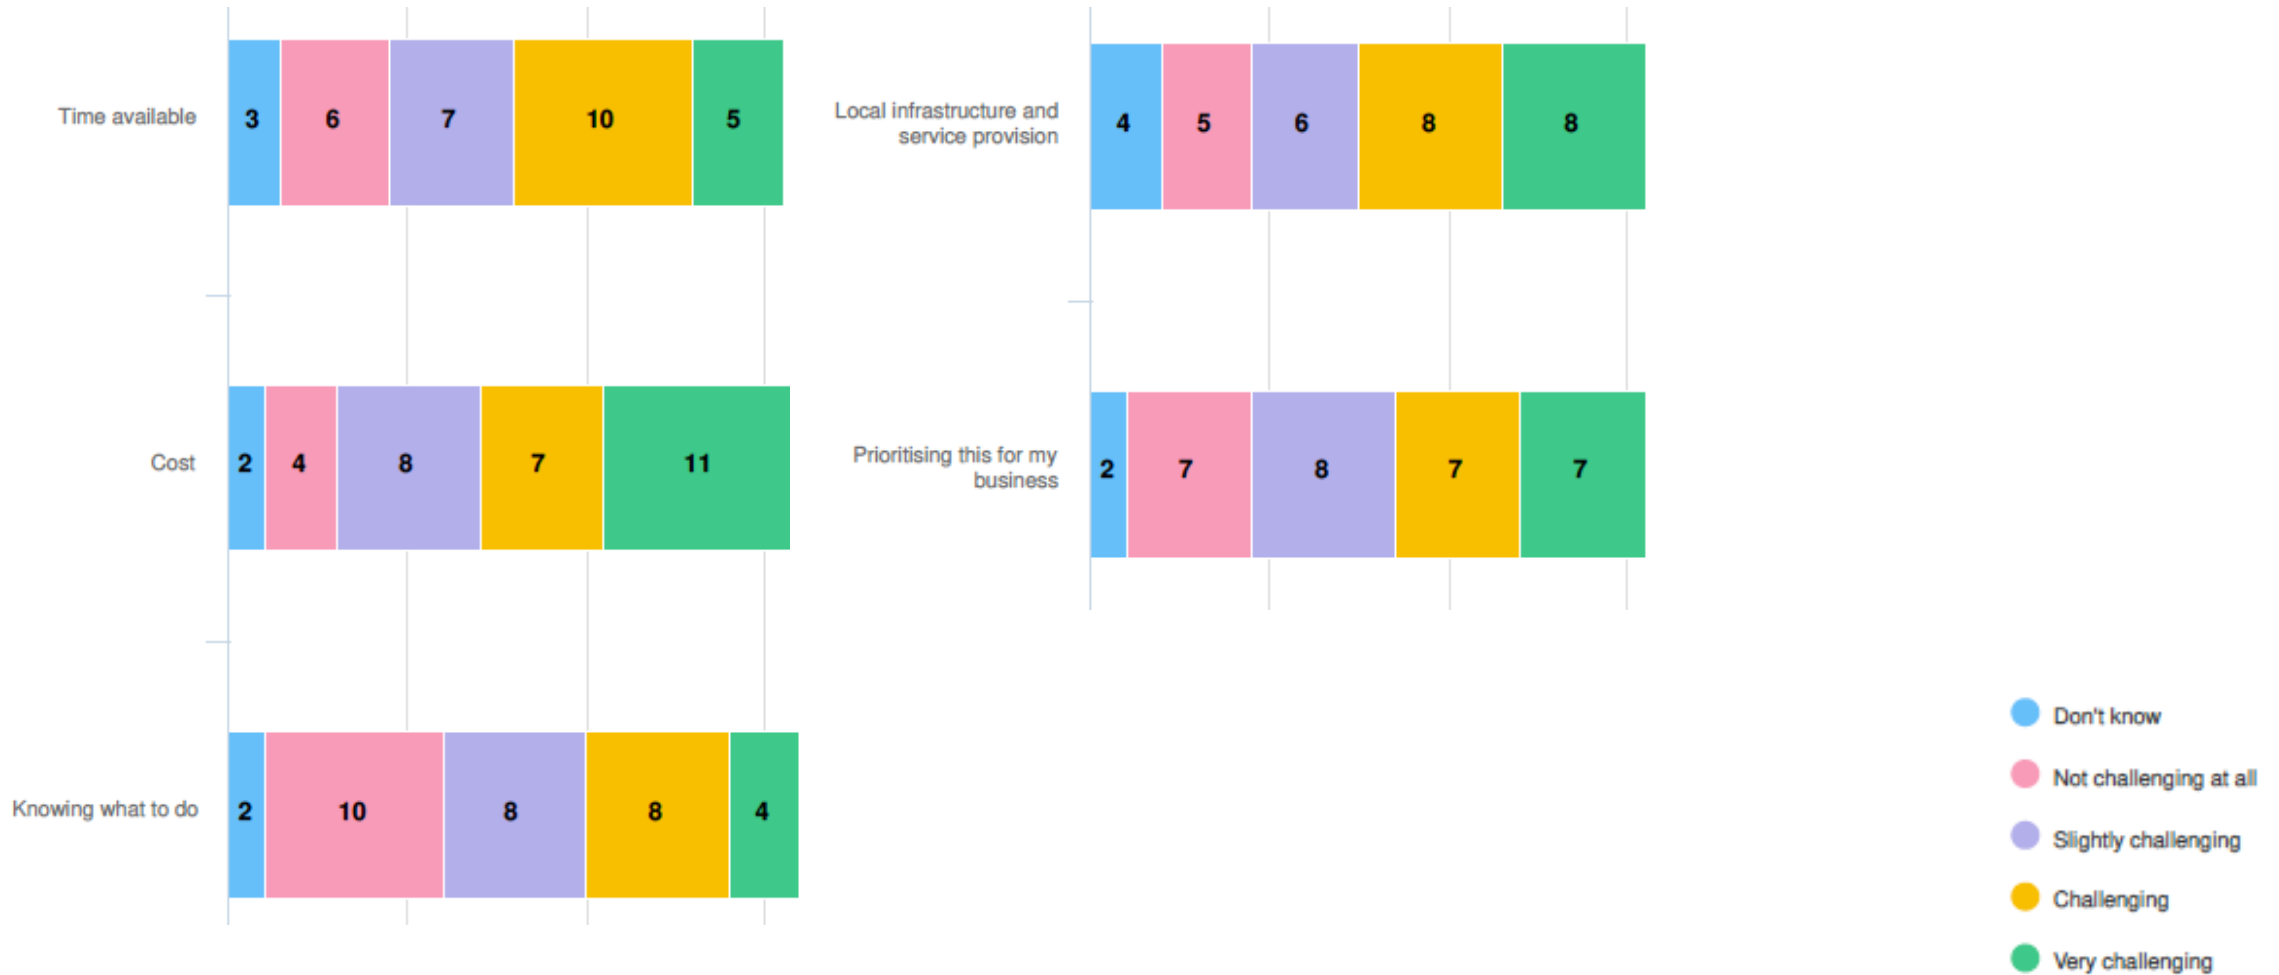 Time available
3 6 7 10 5
Cost
2 4 8 7 11
Knowing what to do
2 10 8 8 4
Local infrastructure and
service provision
4 5 6 8 8
Prioritising this for my
business
2 7 8 7 7
Don't know
Not challenging at all
Slightly challenging
Challenging
Very challenging